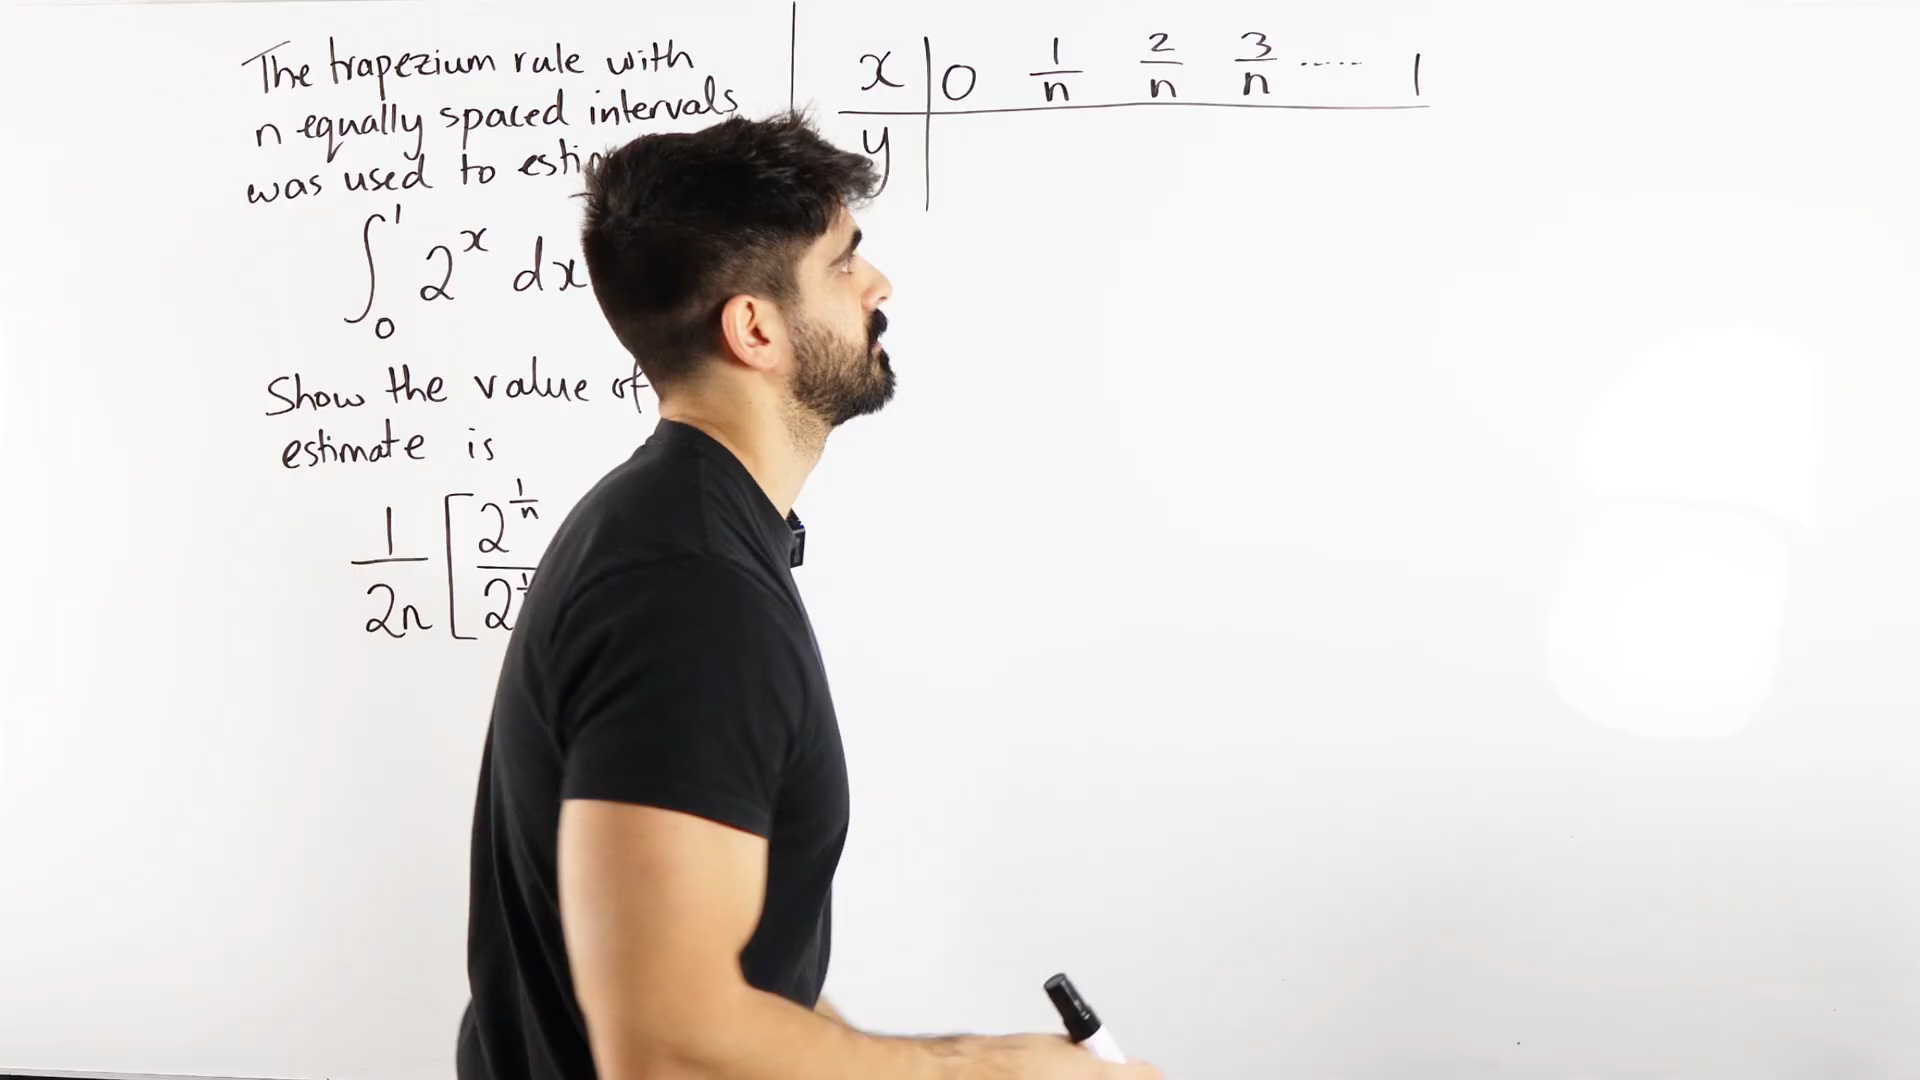 The trapezium rule with
n equally spaced intervals
was used to
∫₀¹ 2ˣ dx
Show the value of
estimate is
1/2n [ 2^(1/n) / 2
x | 0 1/n 2/n 3/n ..... 1
y |